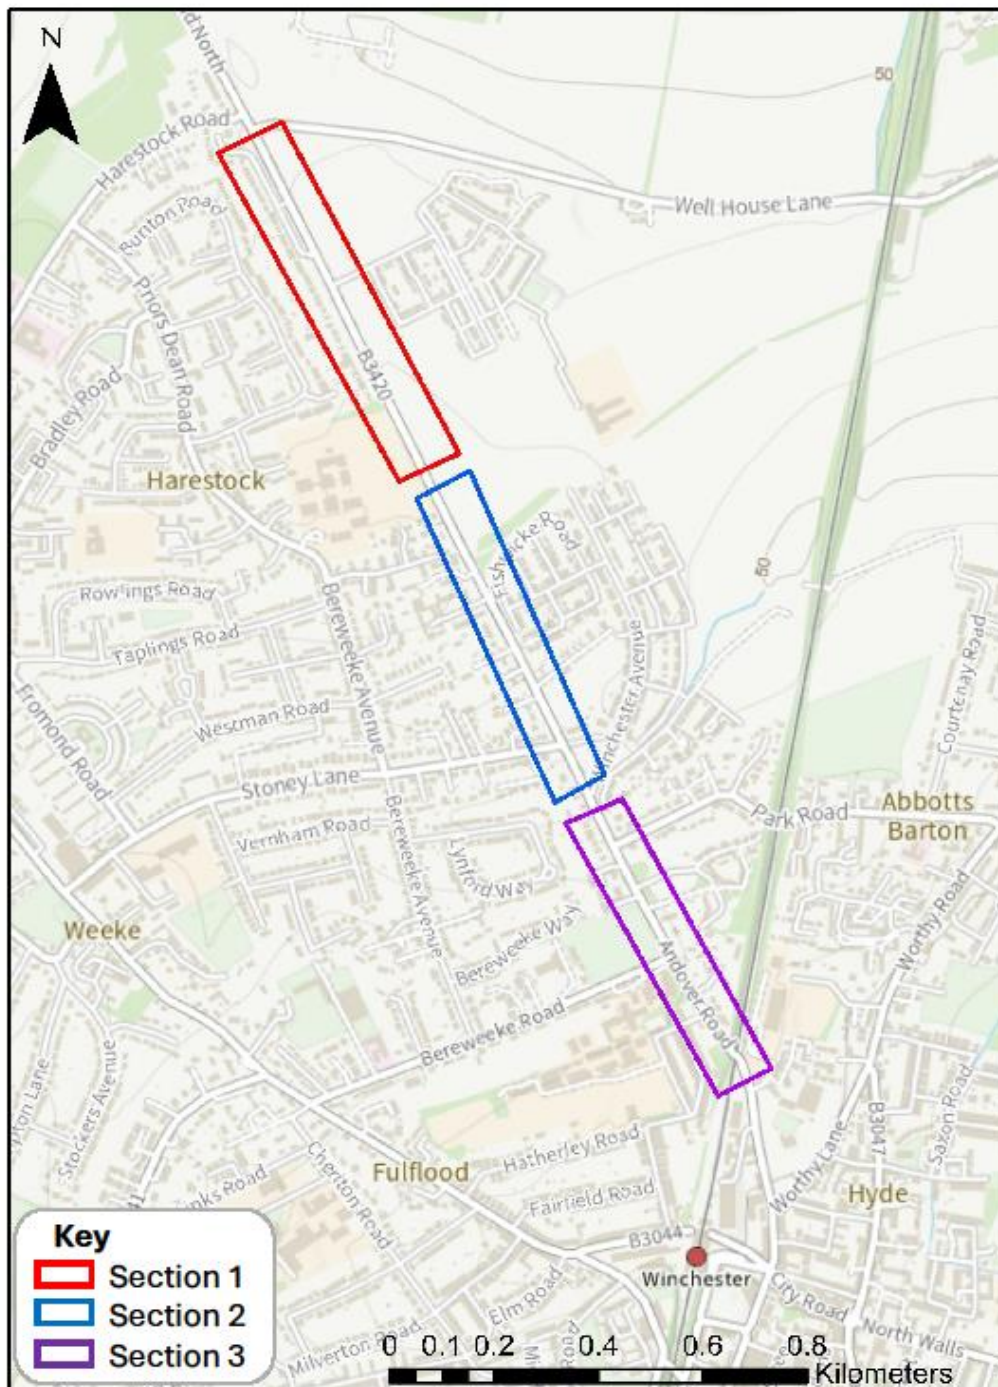 N
Harestock Road
50
Well House Lane
Bunton Road
Priors Dean Road
B3420
Bradley Road
Harestock
Rowlings Road
Taplings Road
Bereweeke Avenue
50
Winchester Avenue
Courtenay Road
Fromond Road
Westman Road
Stoney Lane
Vernham Road
Bereweeke Avenue
Lynford Way
Park Road
Abbotts
Barton
Weeke
Bereweeke Way
Worthy Road
Andover Road
Bereweeke Road
Stockers Avenue
Saxon Road
B3047
Hatherley Road
Cheriton Road
Fulflood
Fairfield Road
Worthy Lane
Hyde
B3044
Winchester
City Road
North Walls
Elm Road
Milverton Road
Key
Section 1
Section 2
Section 3
0 0.1 0.2 0.4 0.6 0.8
Kilometers